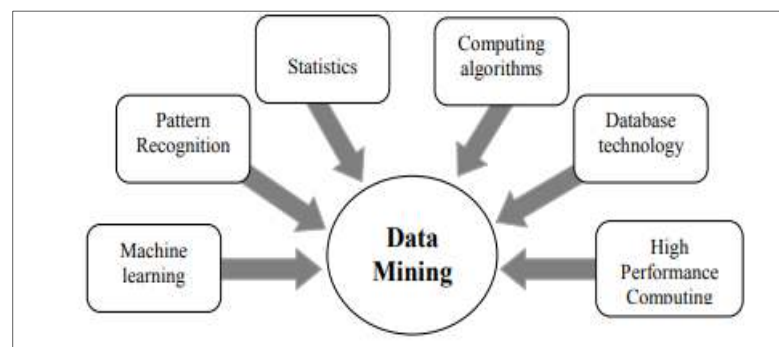 Statistics
Computing
algorithms
Pattern
Recognition
Database
technology
Data
Mining
Machine
learning
High
Performance
Computing